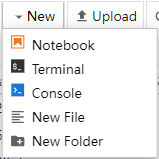 New Upload
Notebook
Terminal
Console
New File
New Folder